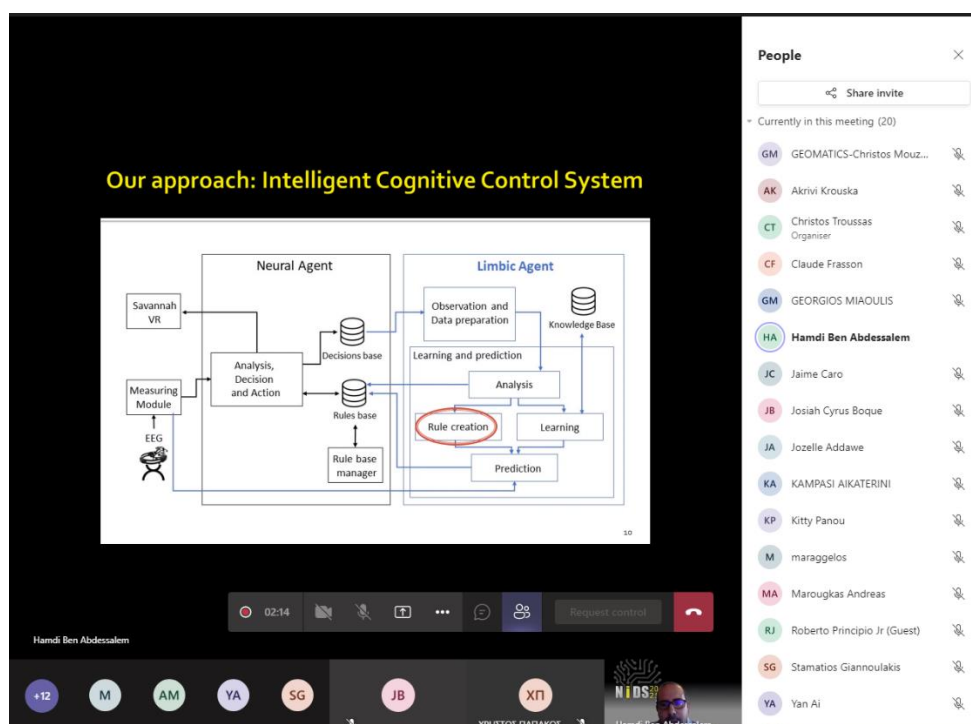 Our approach: Intelligent Cognitive Control System
Neural Agent
Limbic Agent
Savannah
VR
Measuring
Module
EEG
Analysis,
Decision
and Action
Decisions base
Rules base
Rule base
manager
Observation and
Data preparation
Knowledge Base
Learning and prediction
Analysis
Rule creation
Learning
Prediction
10
02:14
Request control
Hamdi Ben Abdessalem
+12
M
AM
YA
SG
JB
ΧΠ
ΧΡΗΣΤΟΣ ΠΑΠΑΚΟΣ
NiDS
Hamdi Ben Abdessalem
People
Share invite
Currently in this meeting (20)
GM GEOMATICS-Christos Mouz...
AK Akrivi Krouska
CT Christos Troussas
Organiser
CF Claude Frasson
GM GEORGIOS MIAOULIS
HA Hamdi Ben Abdessalem
JC Jaime Caro
JB Josiah Cyrus Boque
JA Jozelle Addawe
KA KAMPASI AIKATERINI
KP Kitty Panou
M maraggelos
MA Marougkas Andreas
RJ Roberto Principio Jr (Guest)
SG Stamatios Giannoulakis
YA Yan Ai